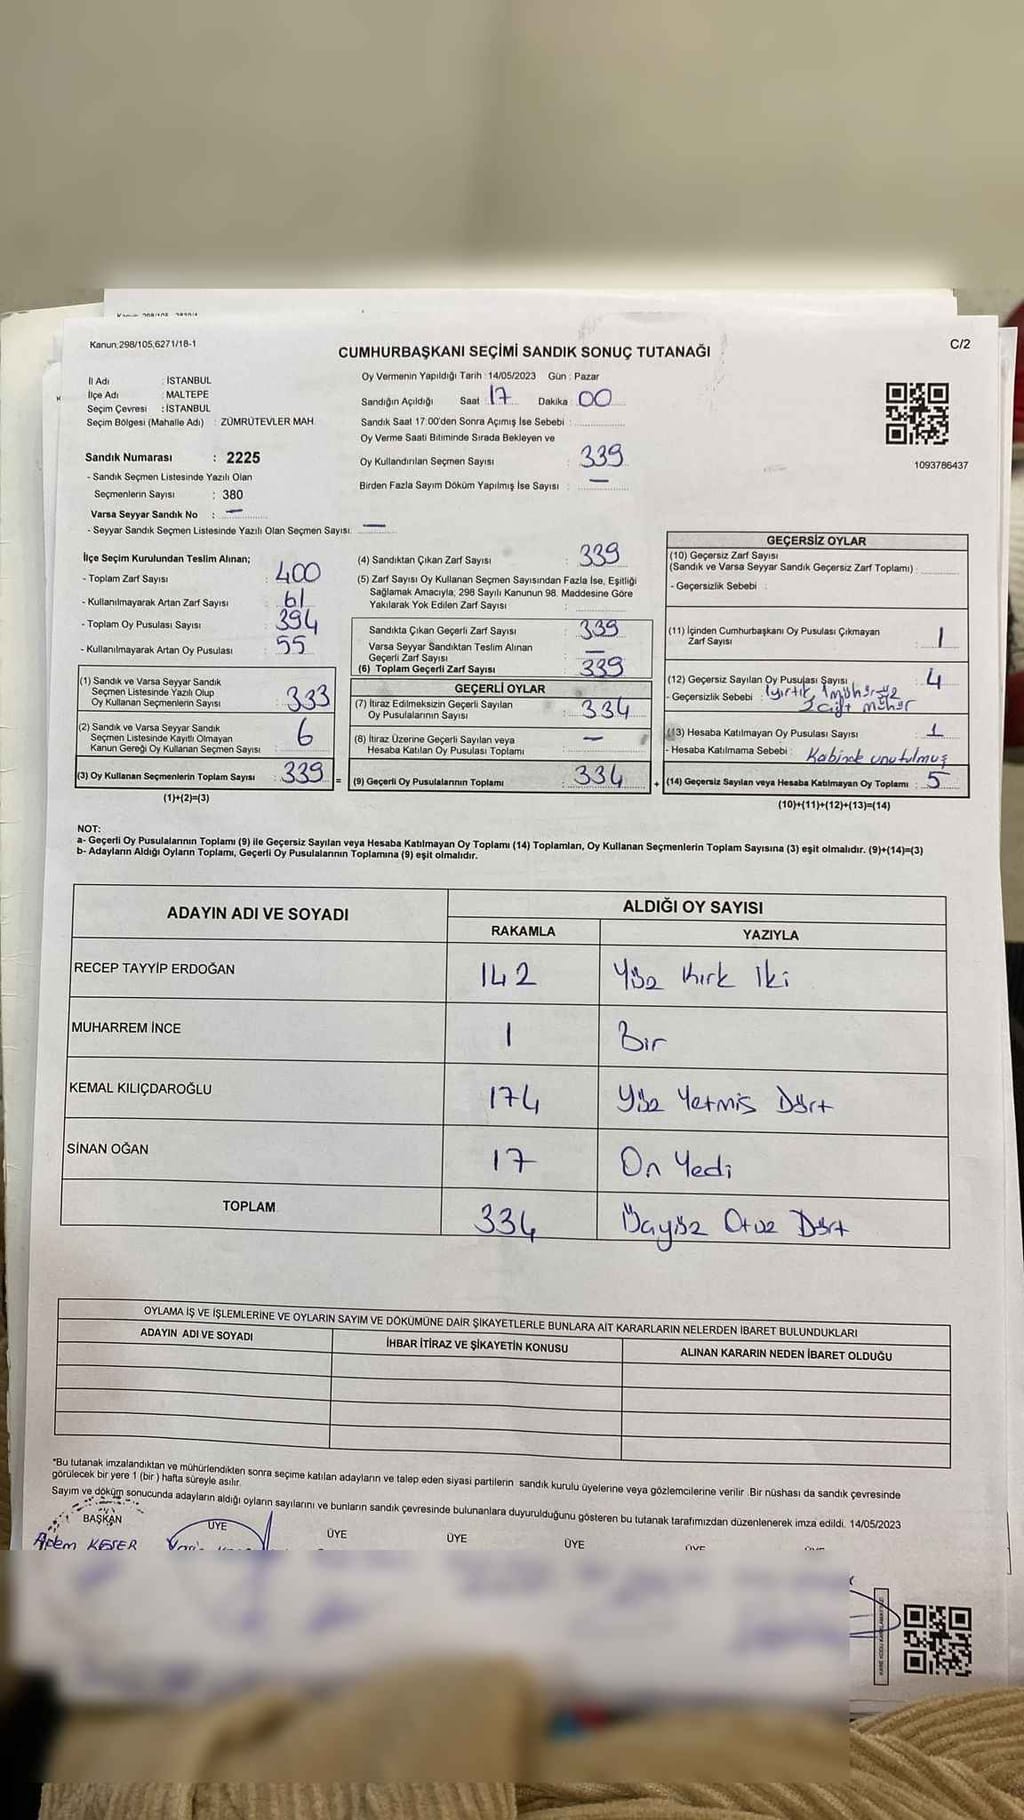 Kanun:298/105,6271/18-1
C/2
CUMHURBAŞKANI SEÇİMİ SANDIK SONUÇ TUTANAĞI
İl Adı : İSTANBUL
İlçe Adı : MALTEPE
Seçim Çevresi : İSTANBUL
Seçim Bölgesi (Mahalle Adı) : ZÜMRÜTEVLER MAH
Sandık Numarası : 2225
- Sandık Seçmen Listesinde Yazılı Olan
Seçmenlerin Sayısı : 380
Varsa Seyyar Sandık No : —
- Seyyar Sandık Seçmen Listesinde Yazılı Olan Seçmen Sayısı: —
Oy Vermenin Yapıldığı Tarih : 14/05/2023 Gün : Pazar
Sandığın Açıldığı Saat : 17 Dakika : 00
Sandık Saat 17.00'den Sonra Açımış İse Sebebi :
Oy Verme Saati Bitiminde Sırada Bekleyen ve
Oy Kullandırılan Seçmen Sayısı : 339
Birden Fazla Sayım Döküm Yapılmış İse Sayısı : —
1093786437
İlçe Seçim Kurulundan Teslim Alınan;
- Toplam Zarf Sayısı : 400
- Kullanılmayarak Artan Zarf Sayısı : 61
- Toplam Oy Pusulası Sayısı : 394
- Kullanılmayarak Artan Oy Pusulası : 55
(1) Sandık ve Varsa Seyyar Sandık
Seçmen Listesinde Yazılı Olup
Oy Kullanan Seçmenlerin Sayısı : 333
(2) Sandık ve Varsa Seyyar Sandık
Seçmen Listesinde Kayıtlı Olmayan
Kanun Gereği Oy Kullanan Seçmen Sayısı : 6
(3) Oy Kullanan Seçmenlerin Toplam Sayısı : 339 =
(1)+(2)=(3)
(4) Sandıktan Çıkan Zarf Sayısı : 339
(5) Zarf Sayısı Oy Kullanan Seçmen Sayısından Fazla İse, Eşitliği
Sağlamak Amacıyla, 298 Sayılı Kanunun 98. Maddesine Göre
Yakılarak Yok Edilen Zarf Sayısı :
Sandıkta Çıkan Geçerli Zarf Sayısı : 339
Varsa Seyyar Sandıktan Teslim Alınan
Geçerli Zarf Sayısı : —
(6) Toplam Geçerli Zarf Sayısı : 339
GEÇERLİ OYLAR
(7) İtiraz Edilmeksizin Geçerli Sayılan
Oy Pusulalarının Sayısı : 334
(8) İtiraz Üzerine Geçerli Sayılan veya
Hesaba Katılan Oy Pusulası Toplamı : —
(9) Geçerli Oy Pusulalarının Toplamı : 334 +
GEÇERSİZ OYLAR
(10) Geçersiz Zarf Sayısı
(Sandık ve Varsa Seyyar Sandık Geçersiz Zarf Toplamı) :
- Geçersizlik Sebebi :
(11) İçinden Cumhurbaşkanı Oy Pusulası Çıkmayan
Zarf Sayısı : 1
(12) Geçersiz Sayılan Oy Pusulası Sayısı : 4
- Geçersizlik Sebebi : 1yırtık, 1mühürsüz
2 çift mühür
(13) Hesaba Katılmayan Oy Pusulası Sayısı : 1
- Hesaba Katılmama Sebebi : Kabinde unutulmuş
(14) Geçersiz Sayılan veya Hesaba Katılmayan Oy Toplamı : 5
(10)+(11)+(12)+(13)=(14)
NOT:
a- Geçerli Oy Pusulalarının Toplamı (9) ile Geçersiz Sayılan veya Hesaba Katılmayan Oy Toplamı (14) Toplamları, Oy Kullanan Seçmenlerin Toplam Sayısına (3) eşit olmalıdır. (9)+(14)=(3)
b- Adayların Aldığı Oyların Toplamı, Geçerli Oy Pusulalarının Toplamına (9) eşit olmalıdır.
ADAYIN ADI VE SOYADI
ALDIĞI OY SAYISI
RAKAMLA YAZIYLA
RECEP TAYYİP ERDOĞAN 142 Yüz Kırk İki
MUHARREM İNCE 1 Bir
KEMAL KILIÇDAROĞLU 174 Yüz Yetmiş Dört
SİNAN OĞAN 17 On Yedi
TOPLAM 334 Üçyüz Otuz Dört
OYLAMA İŞ VE İŞLEMLERİNE VE OYLARIN SAYIM VE DÖKÜMÜNE DAİR ŞİKAYETLERLE BUNLARA AİT KARARLARIN NELERDEN İBARET BULUNDUKLARI
ADAYIN ADI VE SOYADI İHBAR İTİRAZ VE ŞİKAYETİN KONUSU ALINAN KARARIN NEDEN İBARET OLDUĞU
*Bu tutanak imzalandıktan ve mühürlendikten sonra seçime katılan adayların ve talep eden siyasi partilerin sandık kurulu üyelerine veya gözlemcilerine verilir .Bir nüshası da sandık çevresinde
görülecek bir yere 1 (bir) hafta süreyle asılır.
Sayım ve döküm sonucunda adayların aldığı oyların sayılarını ve bunların sandık çevresinde bulunanlara duyurulduğunu gösteren bu tutanak tarafımızdan düzenlenerek imza edildi. 14/05/2023
BAŞKAN ÜYE ÜYE ÜYE ÜYE ÜYE
Adem KESER